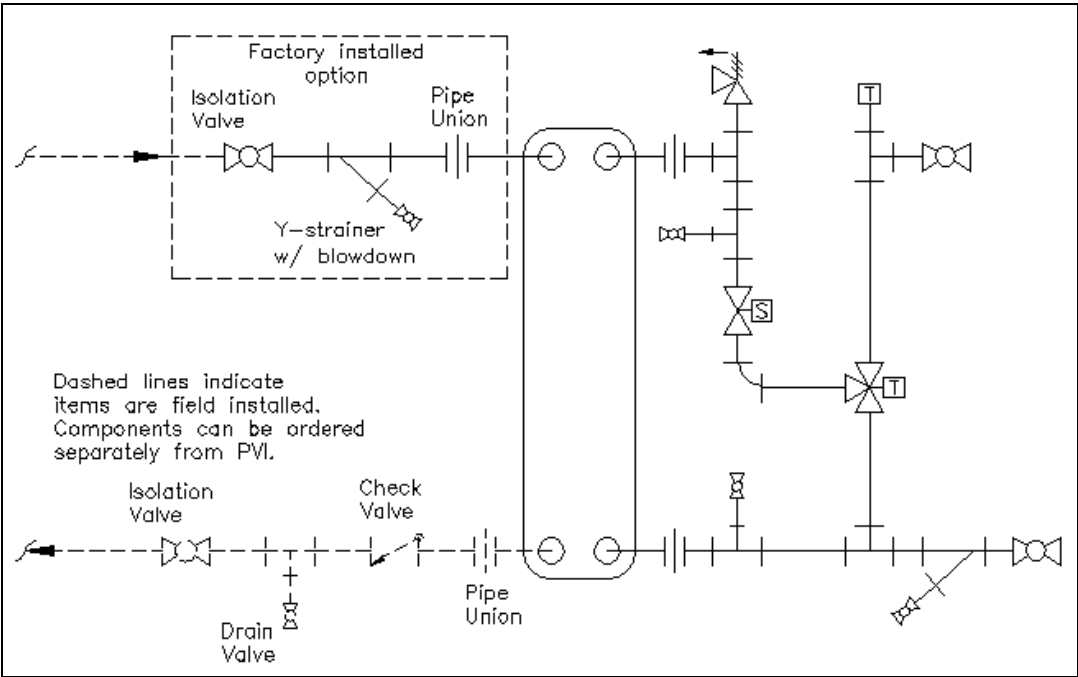 Factory installed
option
Isolation
Valve
Pipe
Union
T
Y-strainer
w/ blowdown
S
Dashed lines indicate
items are field installed.
Components can be ordered
separately from PVI.
T
Isolation
Valve
Check
Valve
Pipe
Union
Drain
Valve